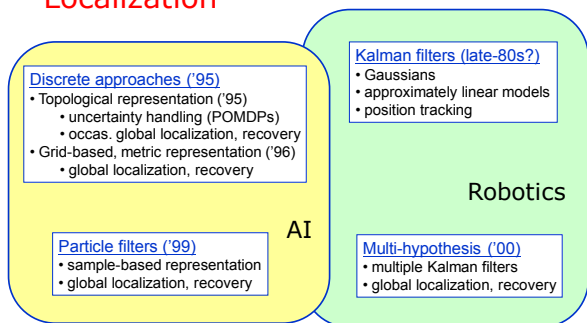 Localization
Discrete approaches ('95)
• Topological representation ('95)
• uncertainty handling (POMDPs)
• occas. global localization, recovery
• Grid-based, metric representation ('96)
• global localization, recovery
Kalman filters (late-80s?)
• Gaussians
• approximately linear models
• position tracking
Robotics
AI
Particle filters ('99)
• sample-based representation
• global localization, recovery
Multi-hypothesis ('00)
• multiple Kalman filters
• global localization, recovery